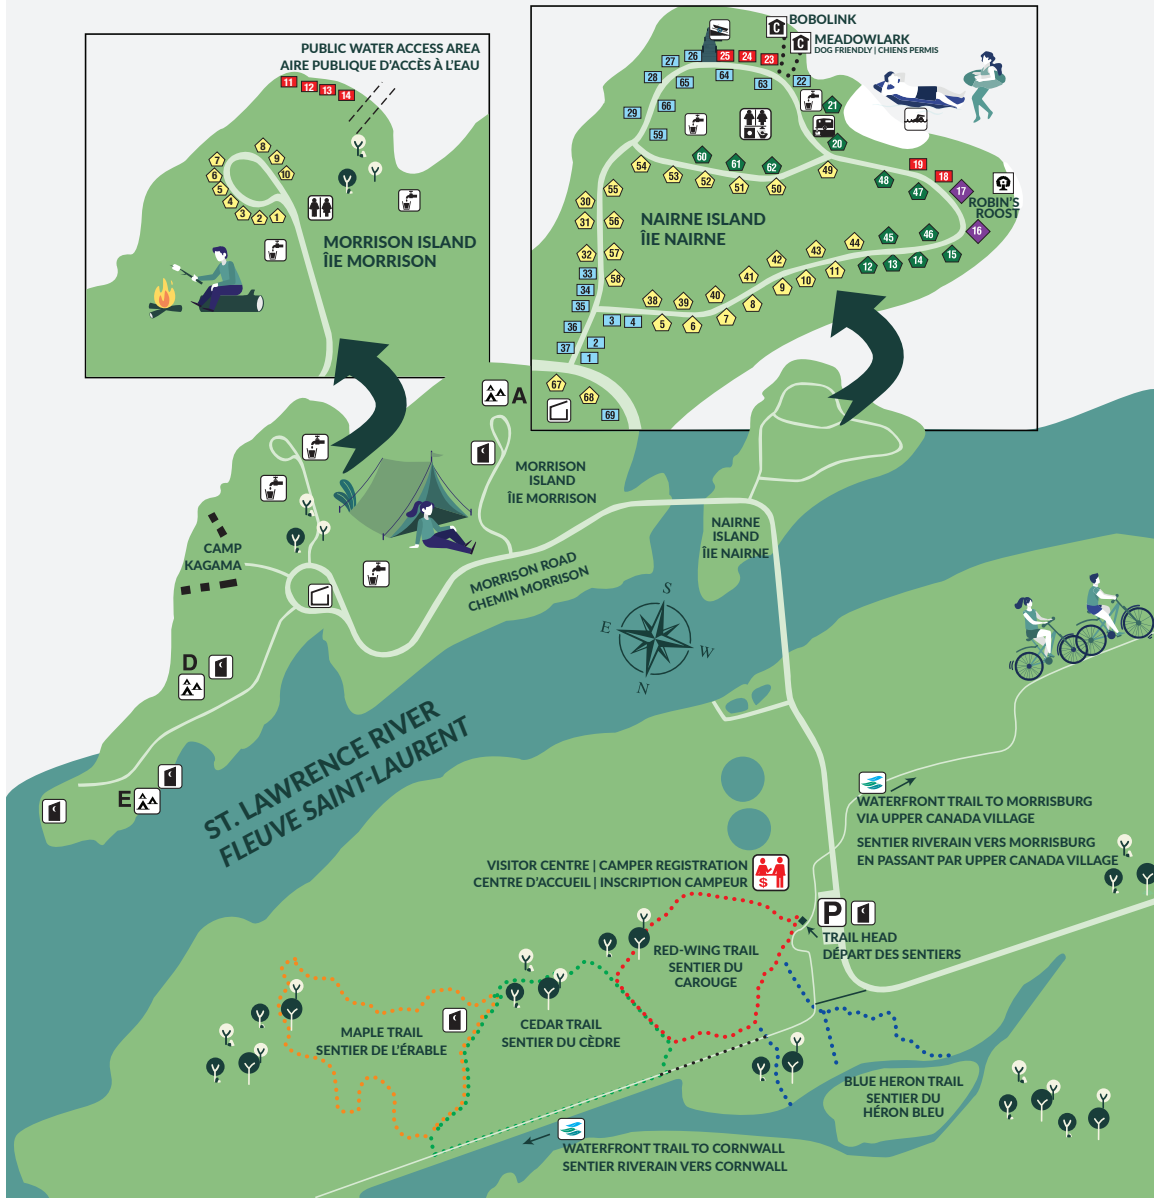 PUBLIC WATER ACCESS AREA
AIRE PUBLIQUE D'ACCÈS À L'EAU
11 12 13 14
7 6 5 4 3 2 1
8 9 10
MORRISON ISLAND
ÎIE MORRISON
BOBOLINK
MEADOWLARK
DOG FRIENDLY | CHIENS PERMIS
C
C
28 27 26 25 24 23
22
65 64 63
29 66 59
21
20
60 61 62
54 53 52 51 50 49
19
18
48 47
17
16
ROBIN'S
ROOST
30 55
31 56
32 57
33 58
34
35
36
37
NAIRNE ISLAND
ÎIE NAIRNE
38 39 40 41 42 43 44 45 46
3 4 5 6 7 8 9 10 11 12 13 14 15
2
1
67
68
69
A
MORRISON
ISLAND
ÎIE MORRISON
NAIRNE
ISLAND
ÎIE NAIRNE
CAMP
KAGAMA
MORRISON ROAD
CHEMIN MORRISON
S
E
W
N
D
E
ST. LAWRENCE RIVER
FLEUVE SAINT-LAURENT
WATERFRONT TRAIL TO MORRISBURG
VIA UPPER CANADA VILLAGE
SENTIER RIVERAIN VERS MORRISBURG
EN PASSANT PAR UPPER CANADA VILLAGE
VISITOR CENTRE | CAMPER REGISTRATION
CENTRE D'ACCUEIL | INSCRIPTION CAMPEUR
$
P
TRAIL HEAD
DÉPART DES SENTIERS
RED-WING TRAIL
SENTIER DU
CAROUGE
MAPLE TRAIL
SENTIER DE L'ÉRABLE
CEDAR TRAIL
SENTIER DU CÈDRE
BLUE HERON TRAIL
SENTIER DU
HÉRON BLEU
WATERFRONT TRAIL TO CORNWALL
SENTIER RIVERAIN VERS CORNWALL